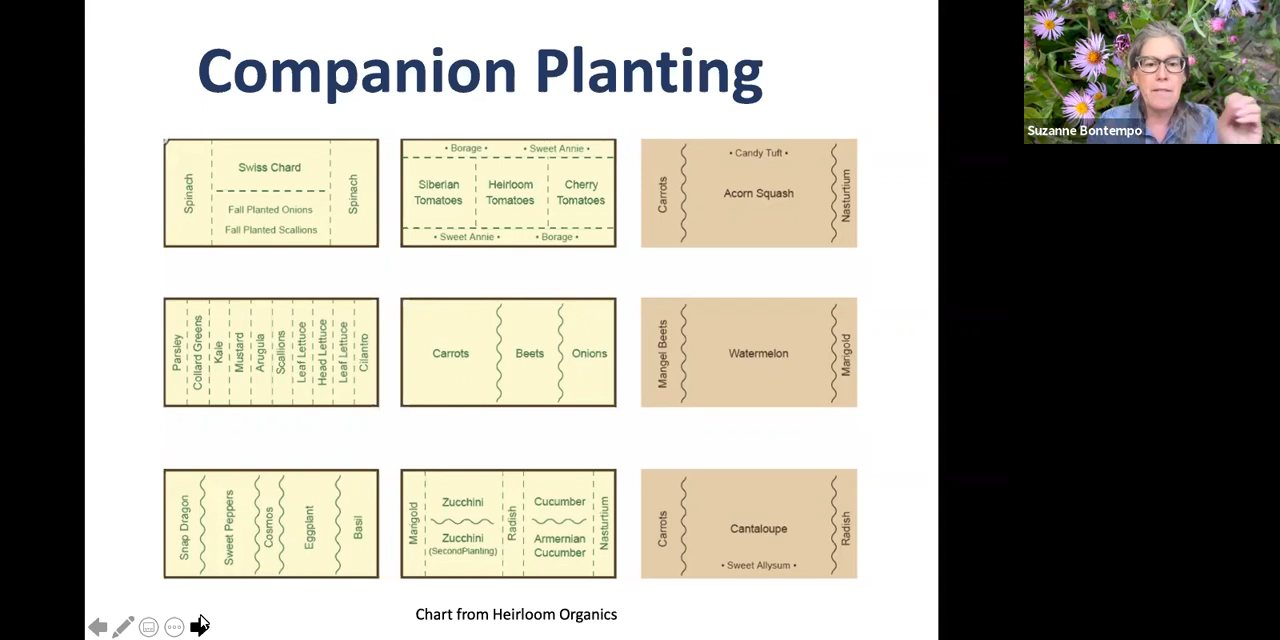 Companion Planting
Suzanne Bontempo
Spinach
Swiss Chard
Fall Planted Onions
Fall Planted Scallions
Spinach
• Borage •
• Sweet Annie •
Siberian
Tomatoes
Heirloom
Tomatoes
Cherry
Tomatoes
• Sweet Annie •
• Borage •
Carrots
• Candy Tuft •
Acorn Squash
Nasturtium
Parsley
Collard Greens
Kale
Mustard
Arugula
Scallions
Leaf Lettuce
Head Lettuce
Leaf Lettuce
Cilantro
Carrots
Beets
Onions
Mangel Beets
Watermelon
Marigold
Snap Dragon
Sweet Peppers
Cosmos
Eggplant
Basil
Marigold
Zucchini
Zucchini
(SecondPlanting)
Radish
Cucumber
Armernian
Cucumber
Nasturtium
Carrots
Cantaloupe
• Sweet Allysum •
Radish
Chart from Heirloom Organics